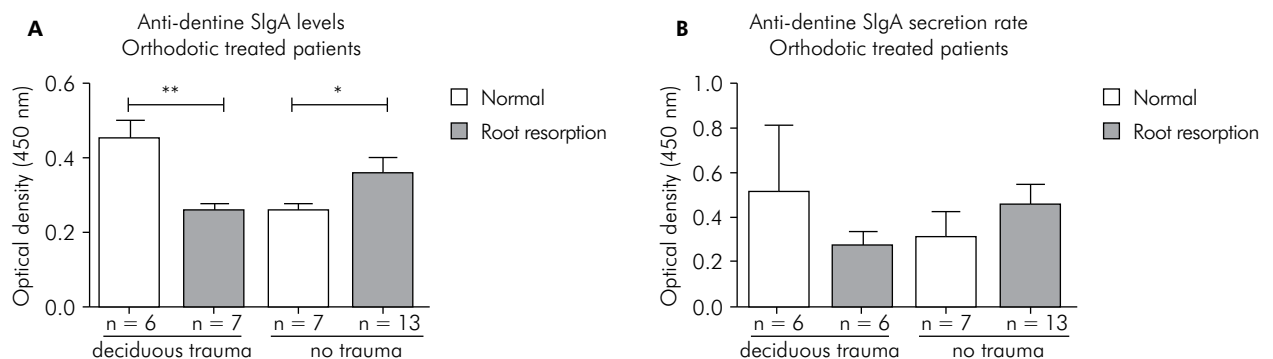 A
Anti-dentine SIgA levels
Orthodotic treated patients
Optical density (450 nm)
0.6
0.4
0.2
0.0
**
*
Normal
Root resorption
n = 6
n = 7
n = 7
n = 13
deciduous trauma
no trauma
B
Anti-dentine SIgA secretion rate
Orthodotic treated patients
Optical density (450 nm)
1.0
0.8
0.6
0.4
0.2
0.0
Normal
Root resorption
n = 6
n = 6
n = 7
n = 13
deciduous trauma
no trauma